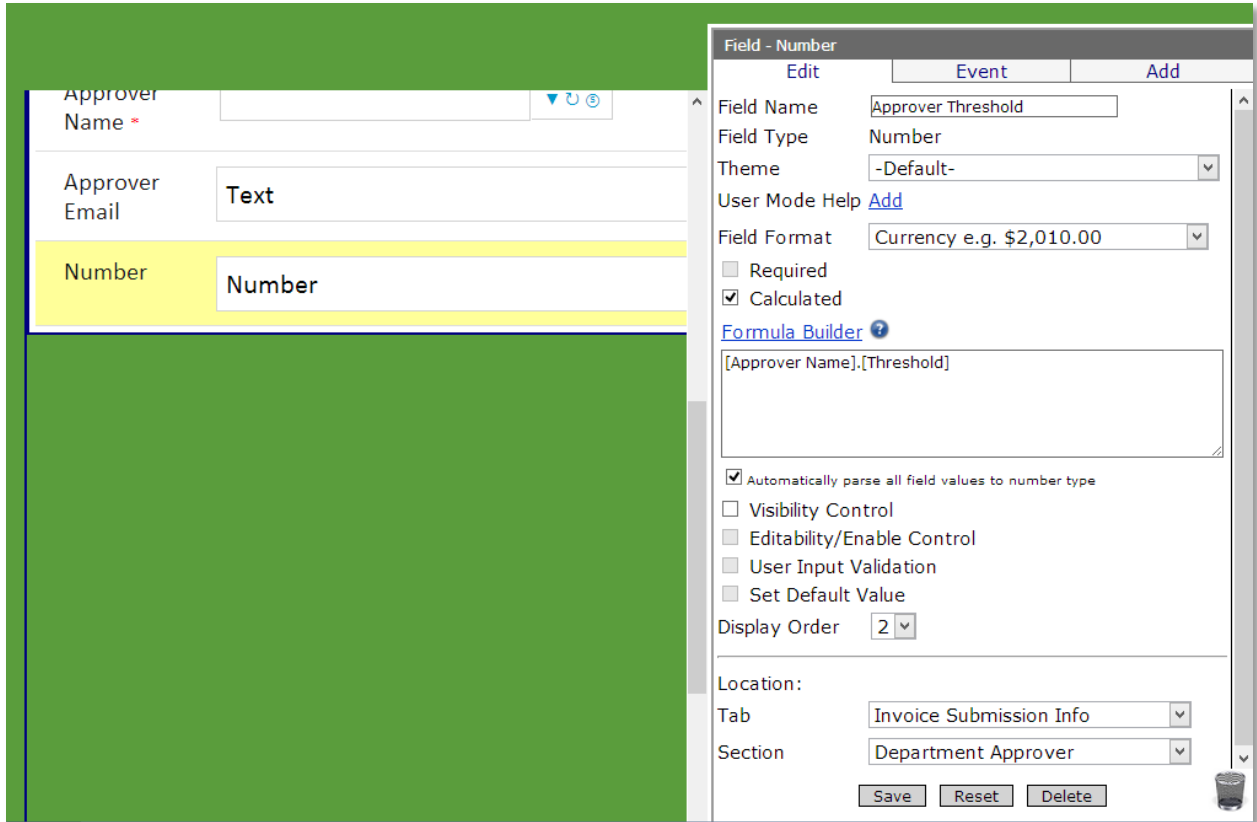 Approver
Name *
Approver
Email
Text
Number
Number
Field - Number
Edit Event Add
Field Name Approver Threshold
Field Type Number
Theme -Default-
User Mode Help Add
Field Format Currency e.g. $2,010.00
Required
Calculated
Formula Builder ?
[Approver Name].[Threshold]
Automatically parse all field values to number type
Visibility Control
Editability/Enable Control
User Input Validation
Set Default Value
Display Order 2
Location:
Tab Invoice Submission Info
Section Department Approver
Save Reset Delete